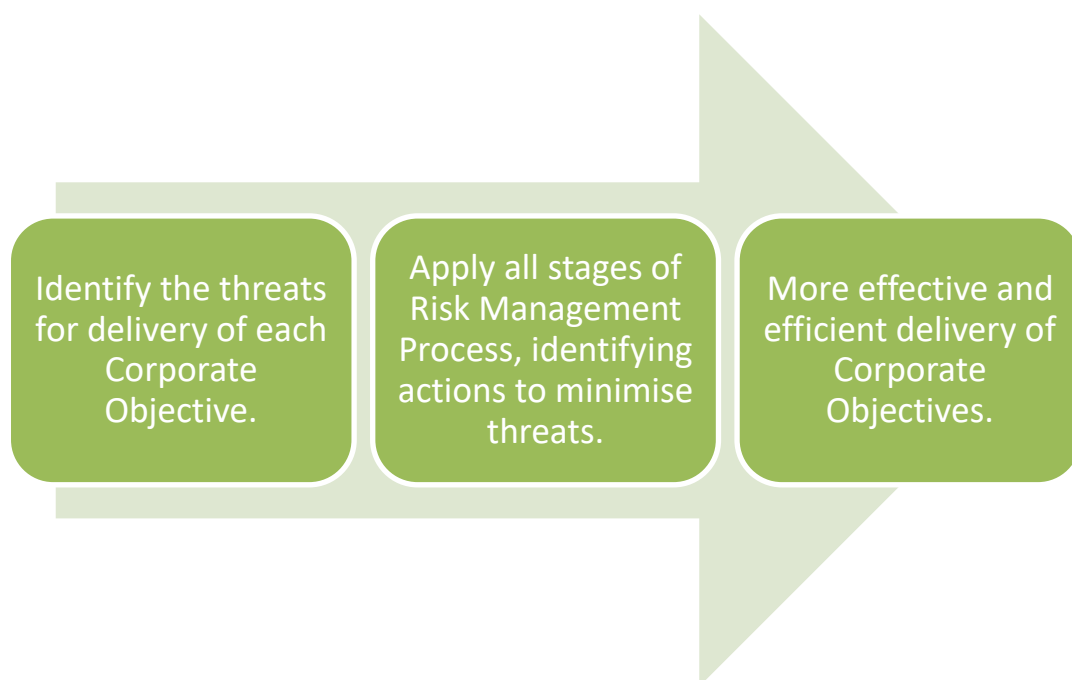 Identify the threats
for delivery of each
Corporate
Objective.
Apply all stages of
Risk Management
Process, identifying
actions to minimise
threats.
More effective and
efficient delivery of
Corporate
Objectives.